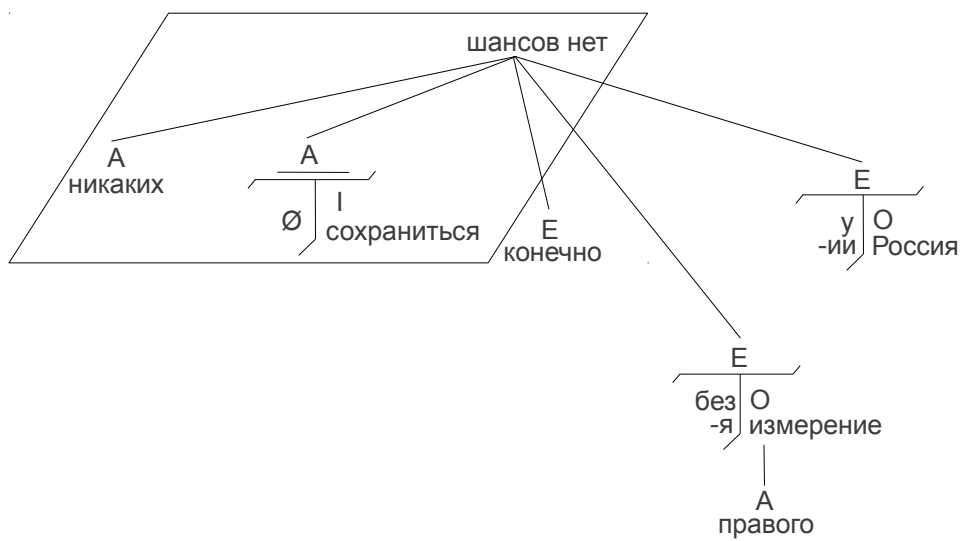 шансов нет
А
никаких
А
Ø
I
сохраниться
Е
конечно
Е
у
-ии
О
Россия
Е
без
-я
О
измерение
А
правого